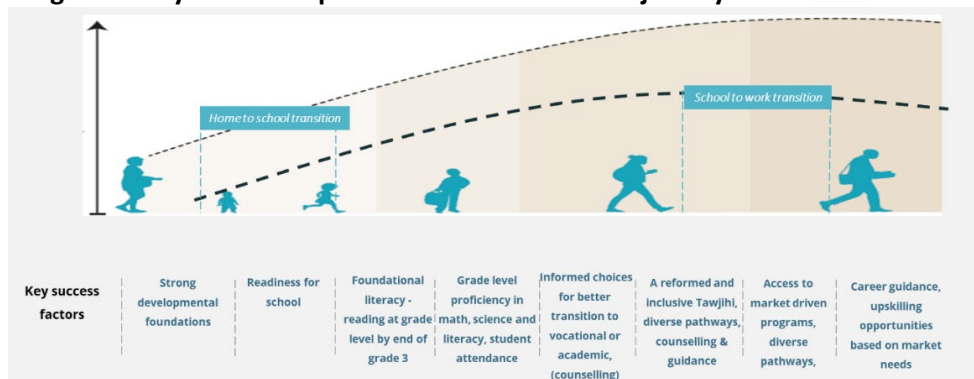 Home to school transition
School to work transition
Key success
factors
Strong
developmental
foundations
Readiness for
school
Foundational
literacy -
reading at grade
level by end of
grade 3
Grade level
proficiency in
math, science and
literacy, student
attendance
Informed choices
for better
transition to
vocational or
academic,
(counselling)
A reformed and
inclusive Tawjihi,
diverse pathways,
counselling &
guidance
Access to
market driven
programs,
diverse
pathways,
Career guidance,
upskilling
opportunities
based on market
needs